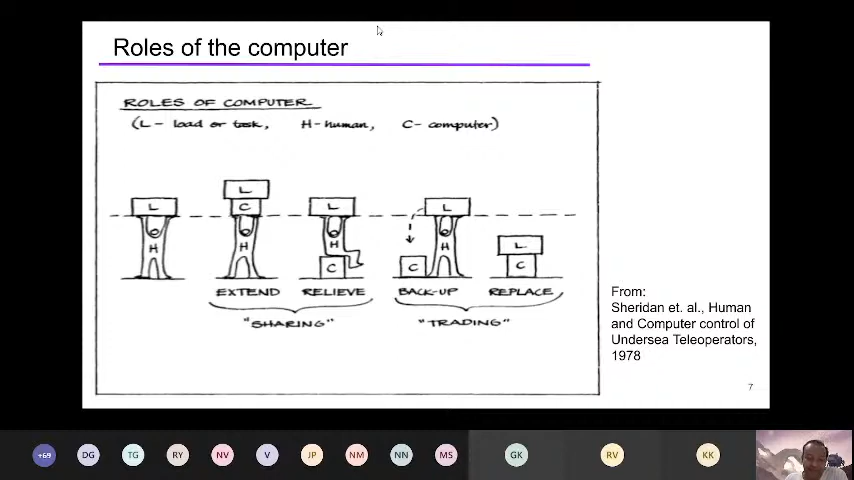 Roles of the computer
ROLES OF COMPUTER
(L - load or task, H - human, C - computer)
L L L L
C
H H H H L
C C C
EXTEND RELIEVE BACK-UP REPLACE
"SHARING" "TRADING"
From:
Sheridan et. al., Human
and Computer control of
Undersea Teleoperators,
1978
7
+69 DG TG RY NV V JP NM NN MS GK RV KK